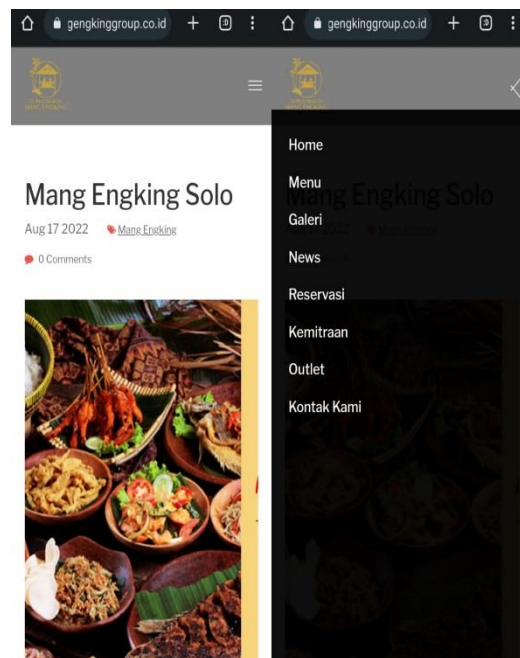 gengkinggroup.co.id
Mang Engking Solo
Aug 17 2022 Mang Engking
0 Comments
gengkinggroup.co.id
Home
Menu
Galeri
News
Reservasi
Kemitraan
Outlet
Kontak Kami
Mang Engking Solo